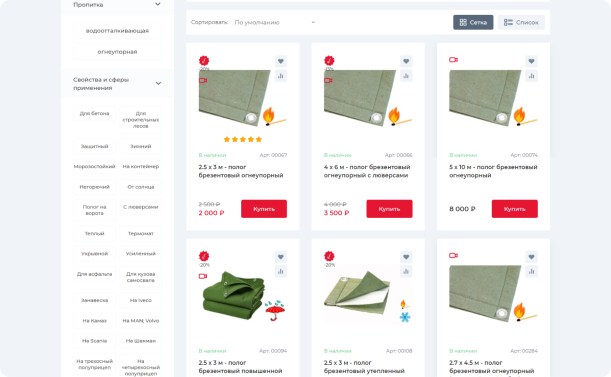 Пропитка
водоотталкивающая
огнеупорная
Свойства и сферы
применения
Для бетона
Для
строительных
лесов
Защитный
Зимний
Морозостойкий
На контейнер
Негорючий
От солнца
Полог на
ворота
С люверсами
Теплый
Термомат
Укрывной
Усиленный
Для асфальта
Для кузова
самосвала
Занавеска
На Iveco
На Камаз
На MAN, Volvo
На Scania
На Шанман
На трехосный
полуприцеп
На
четырехосный
полуприцеп
Сортировать:
По умолчанию
Сетка
Список
-20%
В наличии
Арт: 00067
2.5 x 3 м - полог
брезентовый огнеупорный
2 500 ₽
2 000 ₽
Купить
В наличии
Арт: 00066
4 x 6 м - полог брезентовый
огнеупорный с люверсами
4 000 ₽
3 500 ₽
Купить
В наличии
Арт: 00074
5 x 10 м - полог брезентовый
огнеупорный
8 000 ₽
Купить
-20%
В наличии
Арт: 00094
2.5 x 3 м - полог
брезентовый повышенной
-20%
В наличии
Арт: 00108
2.5 x 3 м - полог
брезентовый утепленный
В наличии
Арт: 00284
2.7 x 4.5 м - полог
брезентовый огнеупорный